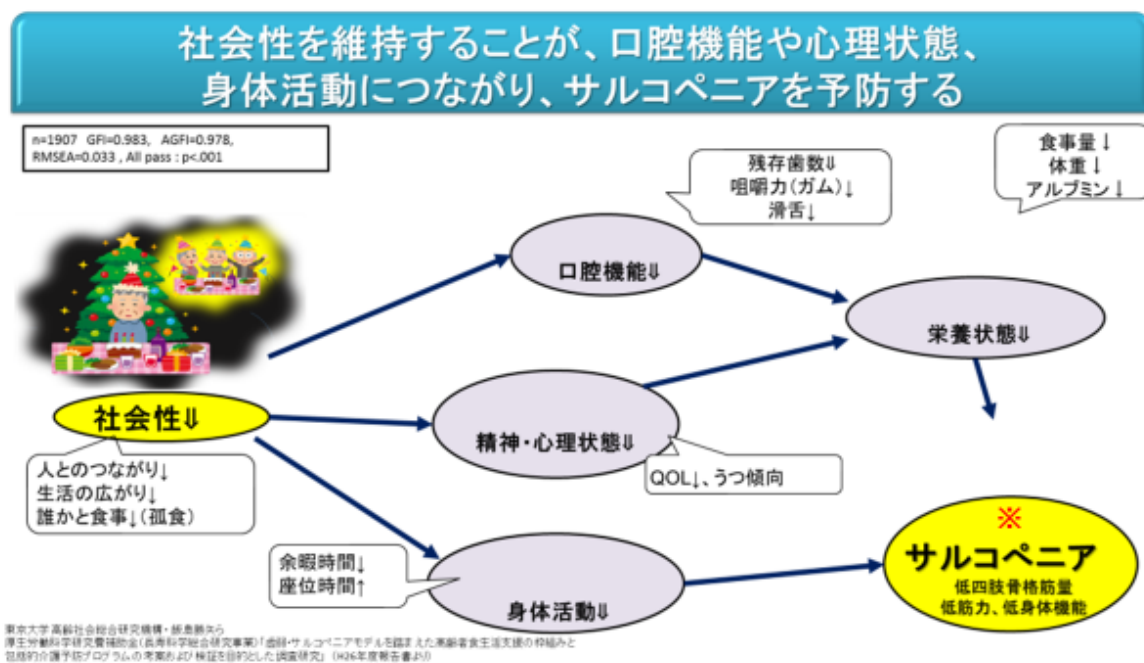 社会性を維持することが、口腔機能や心理状態、
身体活動につながり、サルコペニアを予防する
n=1907 GFI=0.983, AGFI=0.978,
RMSEA=0.033 , All pass : p<.001
残存歯数⇓
咀嚼力(ガム)↓
滑舌↓
食事量↓
体重↓
アルブミン↓
口腔機能⇓
栄養状態⇓
社会性⇓
人とのつながり↓
生活の広がり↓
誰かと食事↓(孤食)
精神・心理状態⇓
QOL↓、うつ傾向
余暇時間↓
座位時間↑
身体活動⇓
※
サルコペニア
低四肢骨格筋量
低筋力、低身体機能
東京大学 高齢社会総合研究機構・飯島勝矢ら
厚生労働科学研究費補助金(長寿科学総合研究事業)「虚弱・サルコペニアモデルを踏まえた高齢者食生活支援の枠組みと
包括的介護予防プログラムの考案および検証を目的とした調査研究」(H26年度報告書より)